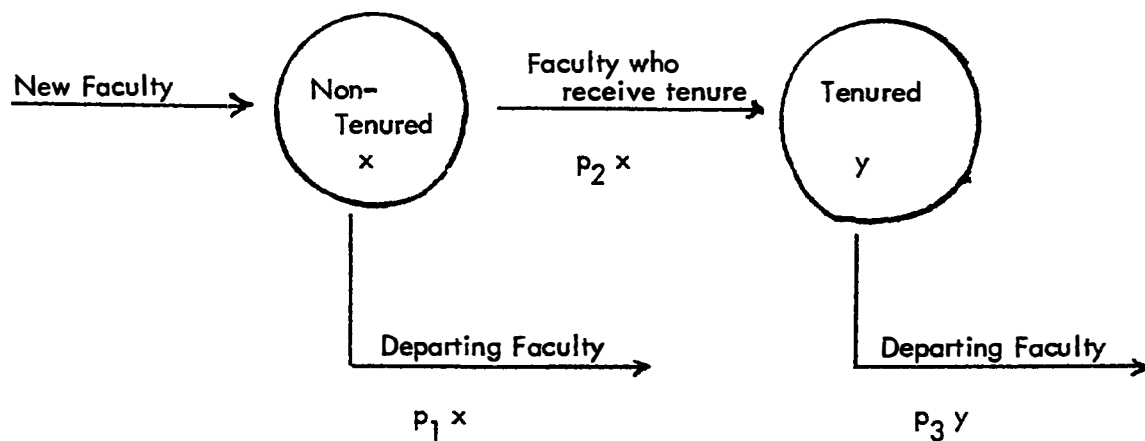 New Faculty
Non-
Tenured
x
Faculty who
receive tenure
p₂ x
Tenured
y
Departing Faculty
p₁ x
Departing Faculty
p₃ y